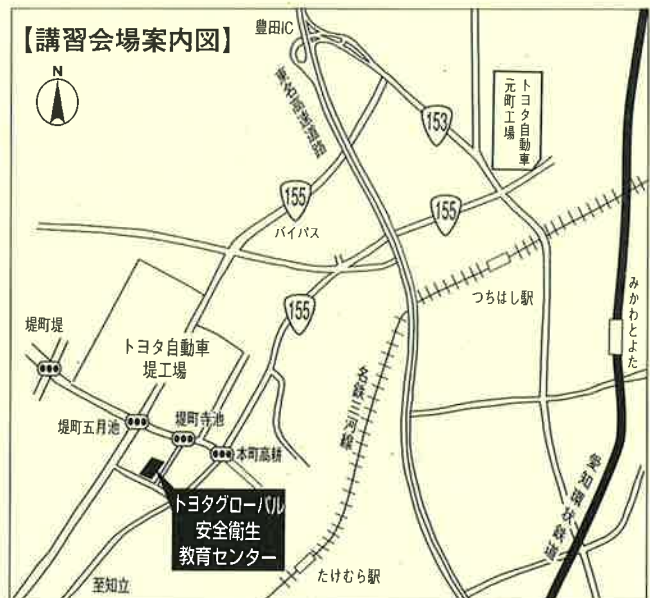 【講習会場案内図】
豊田IC
N
東名高速道路
153
トヨタ自動車
元町工場
155
バイパス
155
つちはし駅
みかわとよた
155
堤町堤
トヨタ自動車
堤工場
名鉄三河線
堤町五月池
堤町寺池
本町高耕
愛知環状鉄道
トヨタグローバル
安全衛生
教育センター
たけむら駅
至知立